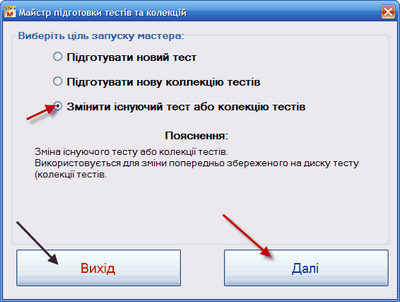 Майстр підготовки тестів та колекцій
Виберіть ціль запуску мастера:
Підготувати новий тест
Підготувати нову коллекцію тестів
Змінити існуючий тест або колекцію тестів
Пояснення:
Зміна існуючого тесту або колекції тестів.
Використовується для зміни попередньо збереженого на диску тесту
(колекції тестів.
Вихід
Далі